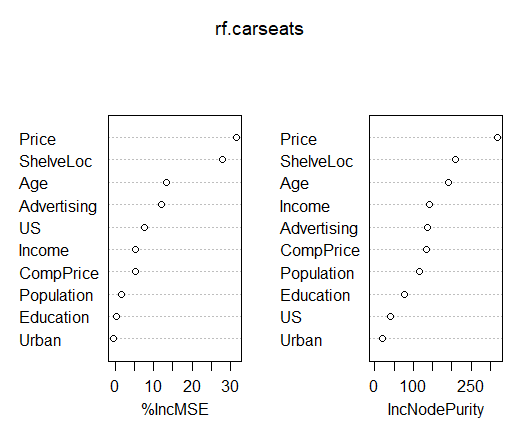 rf.carseats
Price
ShelveLoc
Age
Advertising
US
Income
CompPrice
Population
Education
Urban
0 10 20 30
%IncMSE
Price
ShelveLoc
Age
Income
Advertising
CompPrice
Population
Education
US
Urban
0 100 250
IncNodePurity